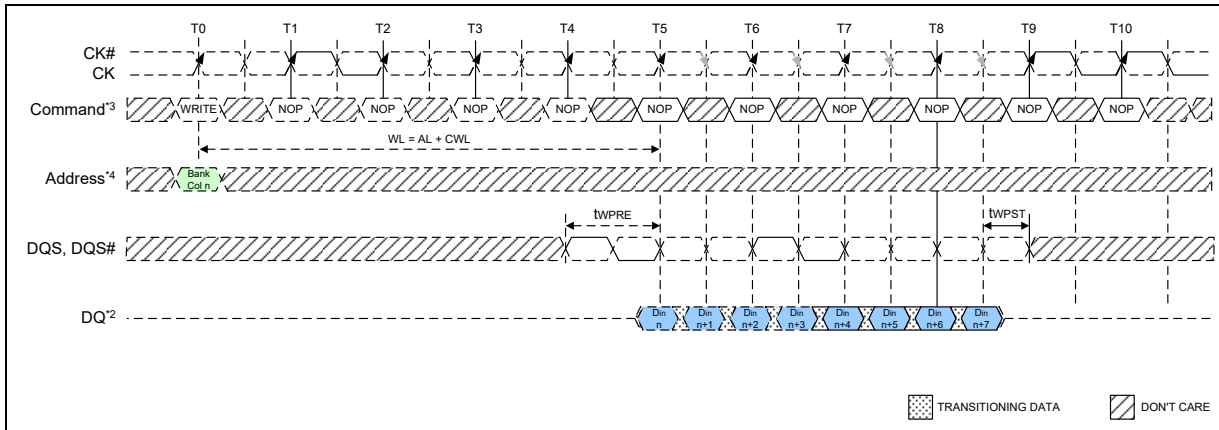 T0 T1 T2 T3 T4 T5 T6 T7 T8 T9 T10
CK#
CK
Command*3 WRITE NOP NOP NOP NOP NOP NOP NOP NOP NOP NOP
WL = AL + CWL
Address*4 Bank
Col n
tWPRE tWPST
DQS, DQS#
DQ*2 Din Din Din Din Din Din Din Din
n n+1 n+2 n+3 n+4 n+5 n+6 n+7
TRANSITIONING DATA DON'T CARE